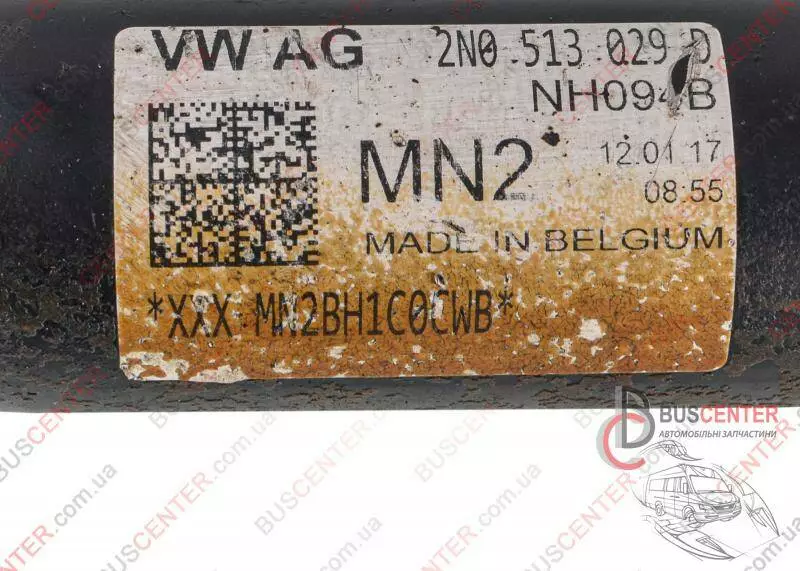 VW AG 2N0 513 029 D
NH094B
MN2 12.01 17
08:55
MADE IN BELGIUM
*XXX MN2BH1C0CWB*
BUSCENTER
АВТОМОБІЛЬНІ ЗАПЧАСТИНИ
BUSCENTER.com.ua